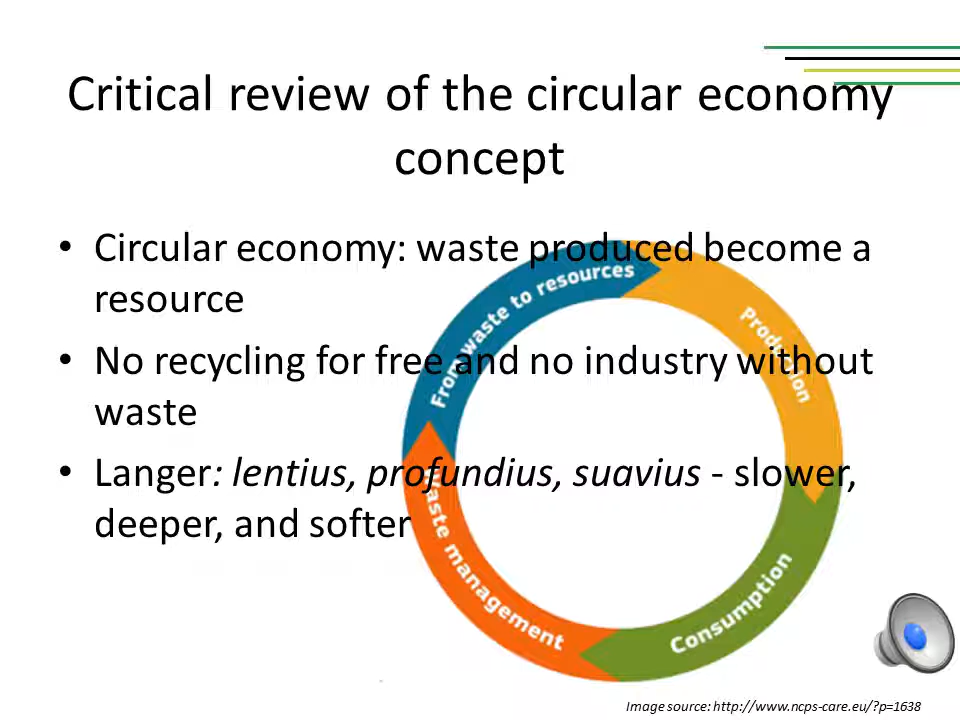 Critical review of the circular economy
concept
• Circular economy: waste produced become a
resource
• No recycling for free and no industry without
waste
• Langer: lentius, profundius, suavius - slower,
deeper, and softer
From waste to resources
Production
Consumption
Waste management
Image source: http://www.ncps-care.eu/?p=1638